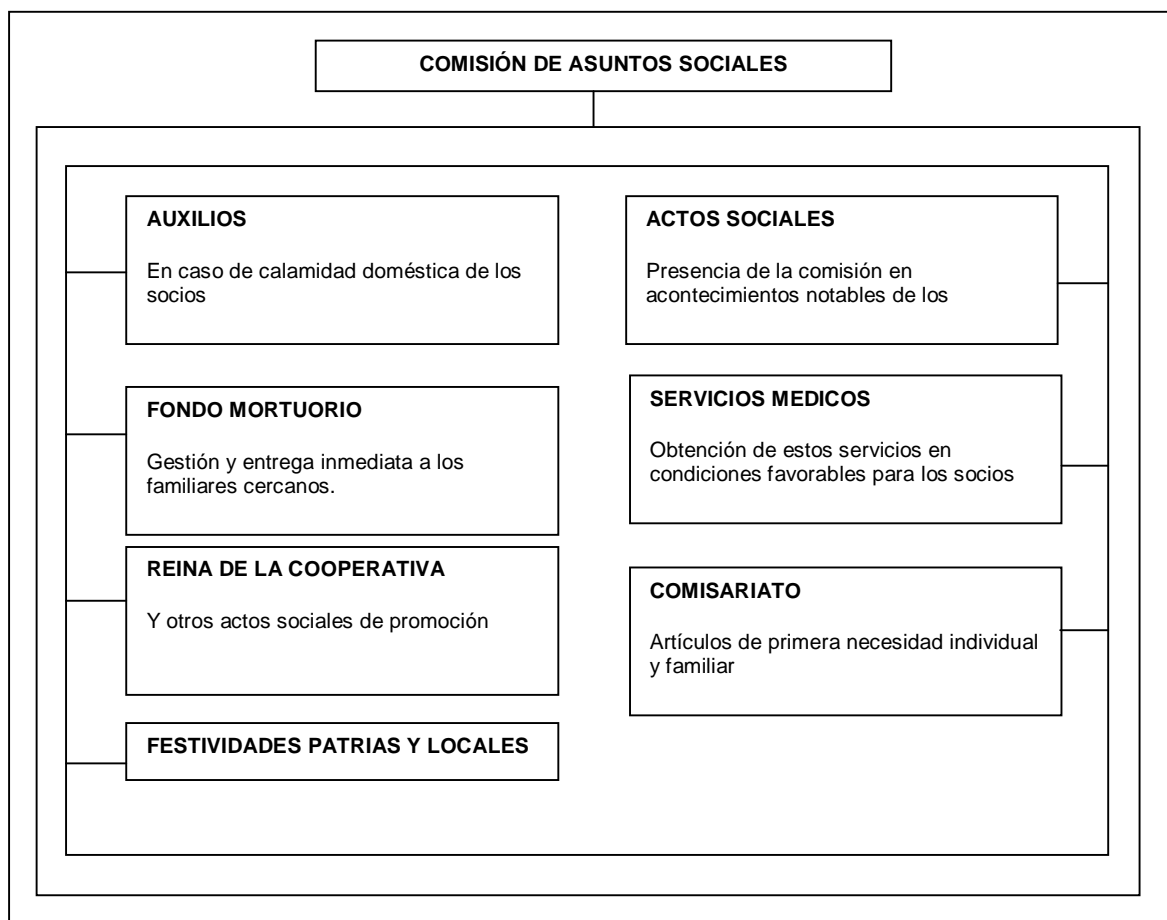 COMISIÓN DE ASUNTOS SOCIALES
AUXILIOS
En caso de calamidad doméstica de los
socios
FONDO MORTUORIO
Gestión y entrega inmediata a los
familiares cercanos.
REINA DE LA COOPERATIVA
Y otros actos sociales de promoción
FESTIVIDADES PATRIAS Y LOCALES
ACTOS SOCIALES
Presencia de la comisión en
acontecimientos notables de los
SERVICIOS MEDICOS
Obtención de estos servicios en
condiciones favorables para los socios
COMISARIATO
Artículos de primera necesidad individual
y familiar